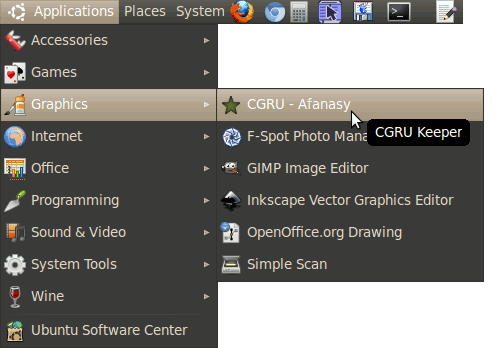 Applications Places System
Accessories
Games
Graphics
Internet
Office
Programming
Sound & Video
System Tools
Wine
Ubuntu Software Center
CGRU - Afanasy
CGRU Keeper
F-Spot Photo Mana
GIMP Image Editor
Inkscape Vector Graphics Editor
OpenOffice.org Drawing
Simple Scan